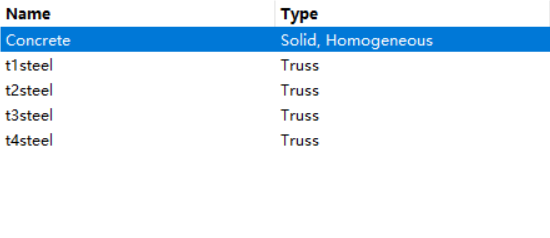 Name Type
Concrete Solid, Homogeneous
t1steel Truss
t2steel Truss
t3steel Truss
t4steel Truss